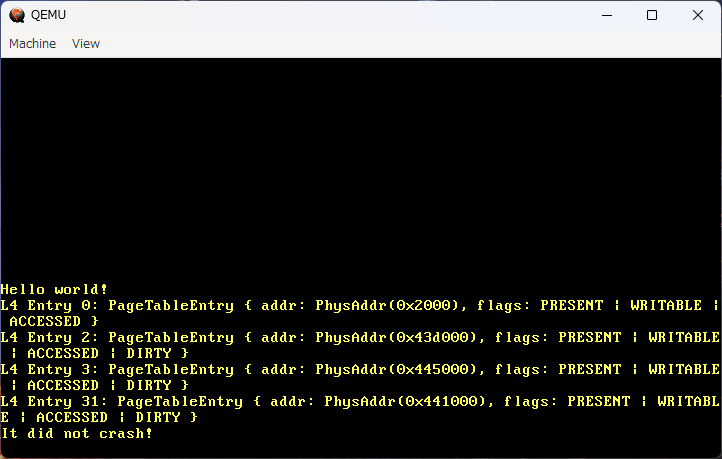 QEMU
Machine View
Hello world!
L4 Entry 0: PageTableEntry { addr: PhysAddr(0x2000), flags: PRESENT | WRITABLE |
 ACCESSED }
L4 Entry 2: PageTableEntry { addr: PhysAddr(0x43d000), flags: PRESENT | WRITABLE
 | ACCESSED | DIRTY }
L4 Entry 3: PageTableEntry { addr: PhysAddr(0x445000), flags: PRESENT | WRITABLE
 | ACCESSED | DIRTY }
L4 Entry 31: PageTableEntry { addr: PhysAddr(0x441000), flags: PRESENT | WRITABL
E | ACCESSED | DIRTY }
It did not crash!